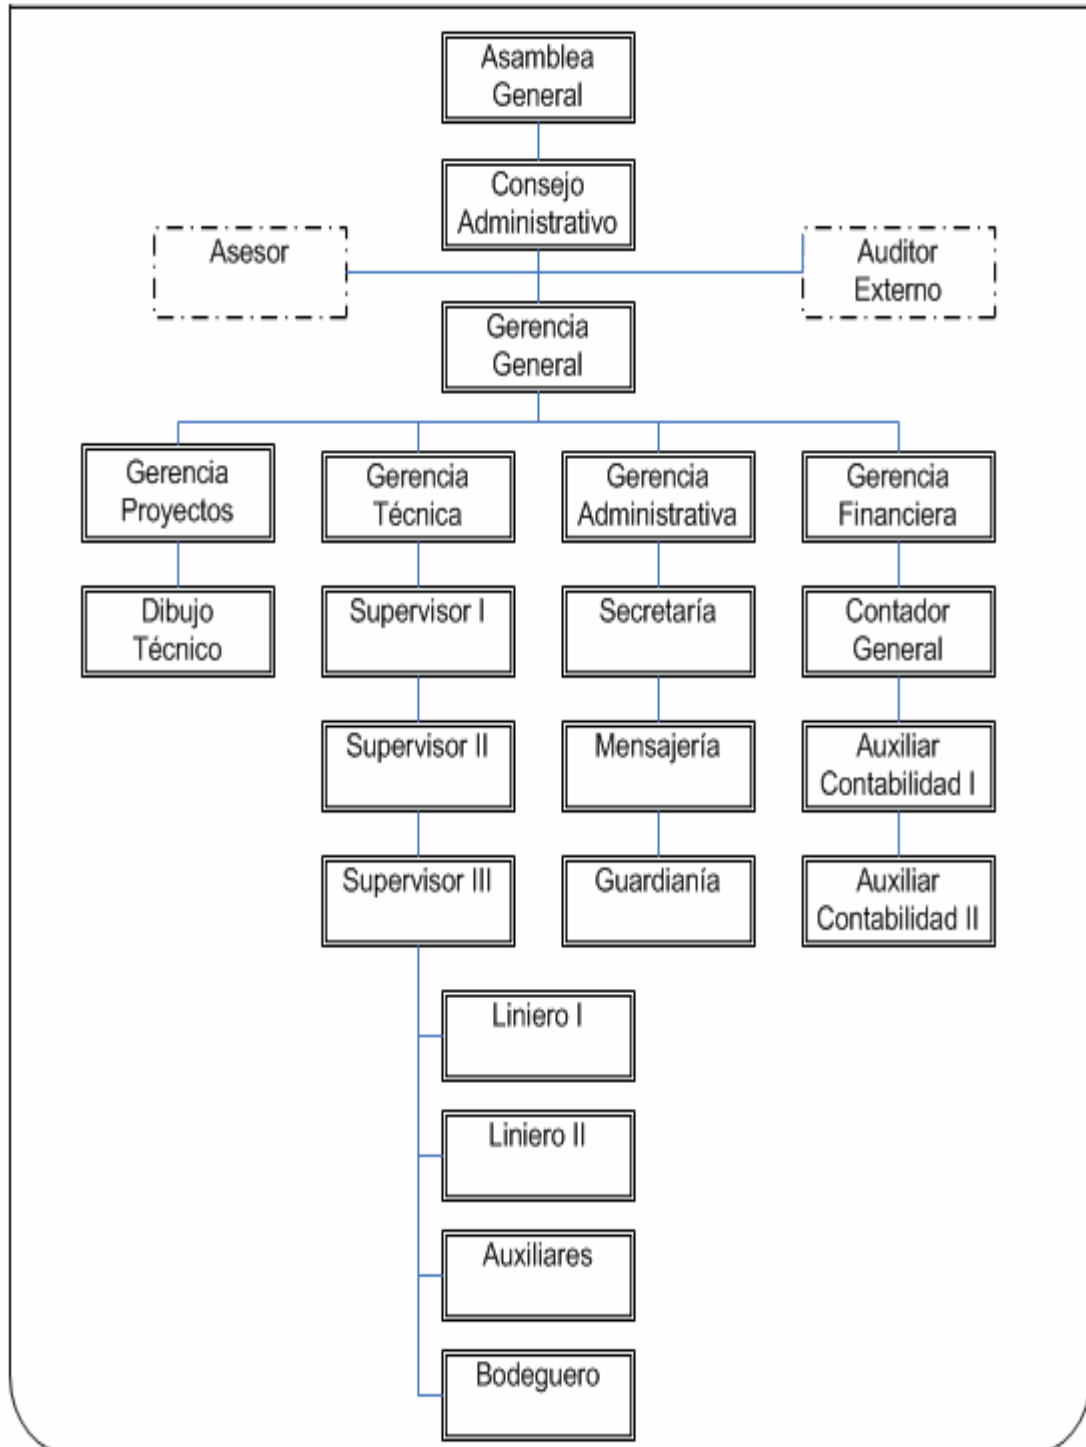 Asamblea
General
Consejo
Administrativo
Asesor
Auditor
Externo
Gerencia
General
Gerencia
Proyectos
Gerencia
Técnica
Gerencia
Administrativa
Gerencia
Financiera
Dibujo
Técnico
Supervisor I
Secretaría
Contador
General
Supervisor II
Mensajería
Auxiliar
Contabilidad I
Supervisor III
Guardianía
Auxiliar
Contabilidad II
Liniero I
Liniero II
Auxiliares
Bodeguero